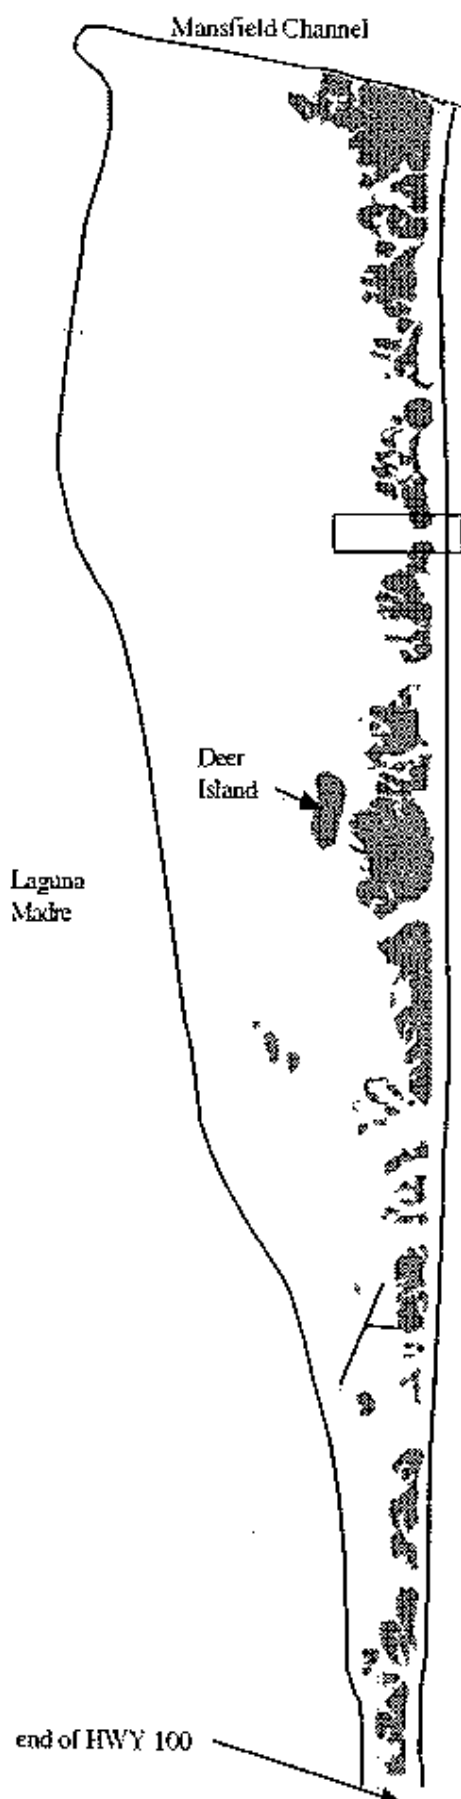 Mansfield Channel
Deer
Island
Laguna
Madre
end of HWY 100